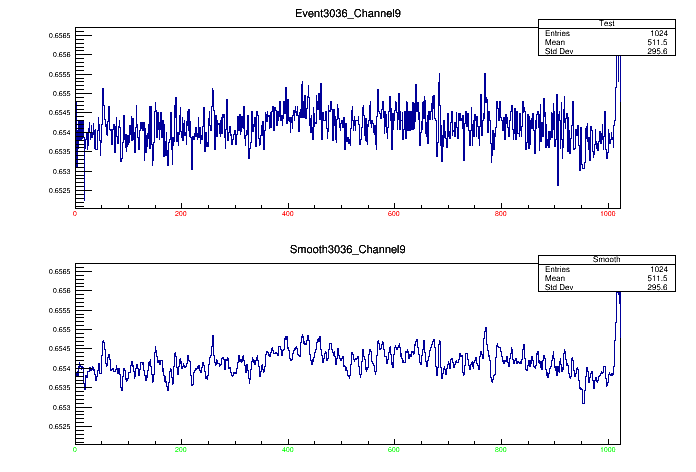 Event3036_Channel9
Test
Entries 1024
Mean 511.5
Std Dev 295.6
0.6565
0.656
0.6555
0.655
0.6545
0.654
0.6535
0.653
0.6525
0 200 400 600 800 1000
Smooth3036_Channel9
Smooth
Entries 1024
Mean 511.5
Std Dev 295.6
0.6565
0.656
0.6555
0.655
0.6545
0.654
0.6535
0.653
0.6525
0 200 400 600 800 1000